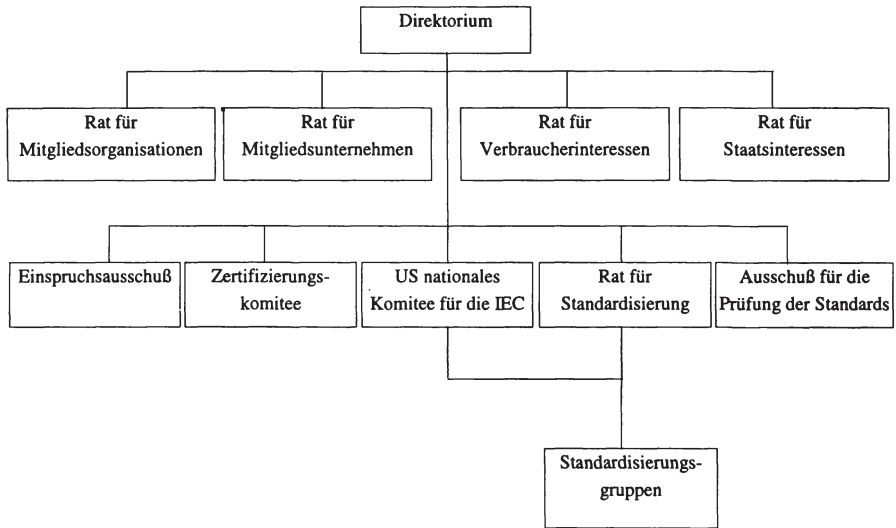 Direktorium
Rat für
Mitgliedsorganisationen
Rat für
Mitgliedsunternehmen
Rat für
Verbraucherinteressen
Rat für
Staatsinteressen
Einspruchsausschuß
Zertifizierungs-
komitee
US nationales
Komitee für die IEC
Rat für
Standardisierung
Ausschuß für die
Prüfung der Standards
Standardisierungs-
gruppen